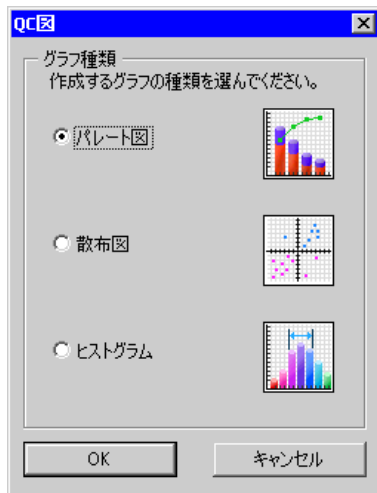 QC図
グラフ種類
作成するグラフの種類を選んでください。
パレート図
散布図
ヒストグラム
OK
キャンセル